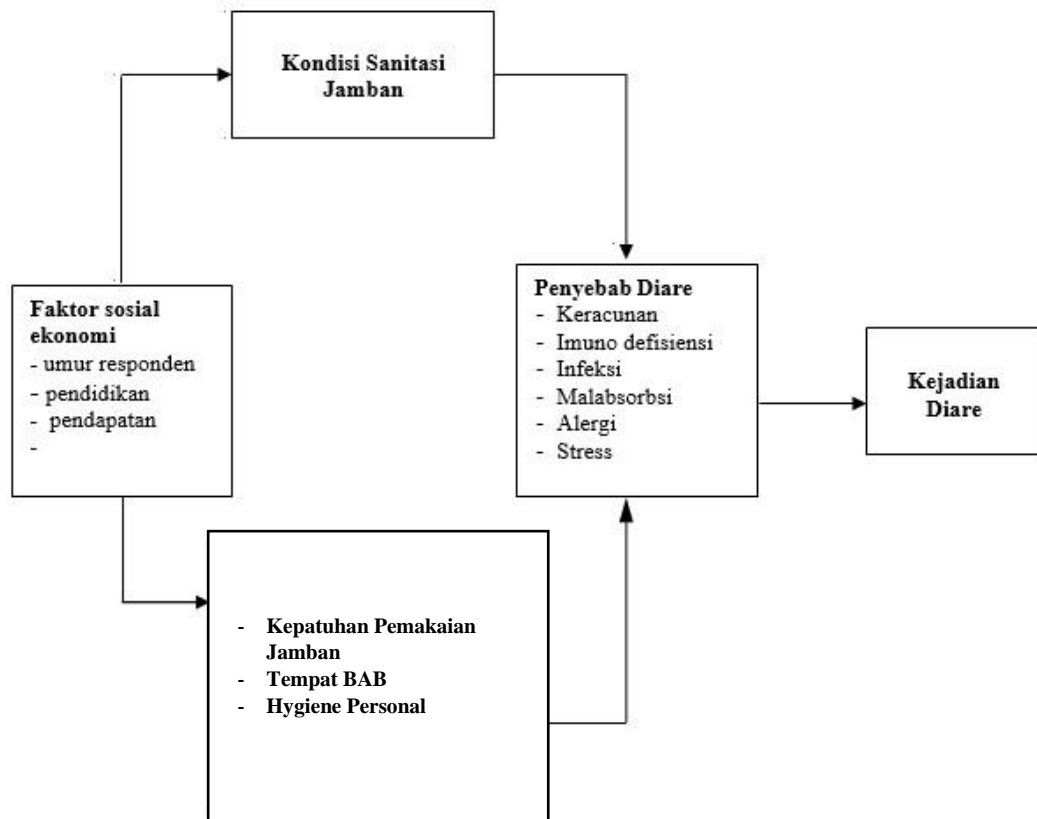 Kondisi Sanitasi
Jamban
Faktor sosial
ekonomi
- umur responden
- pendidikan
- pendapatan
-
Penyebab Diare
- Keracunan
- Imuno defisiensi
- Infeksi
- Malabsorbsi
- Alergi
- Stress
Kejadian
Diare
- Kepatuhan Pemakaian
Jamban
- Tempat BAB
- Hygiene Personal